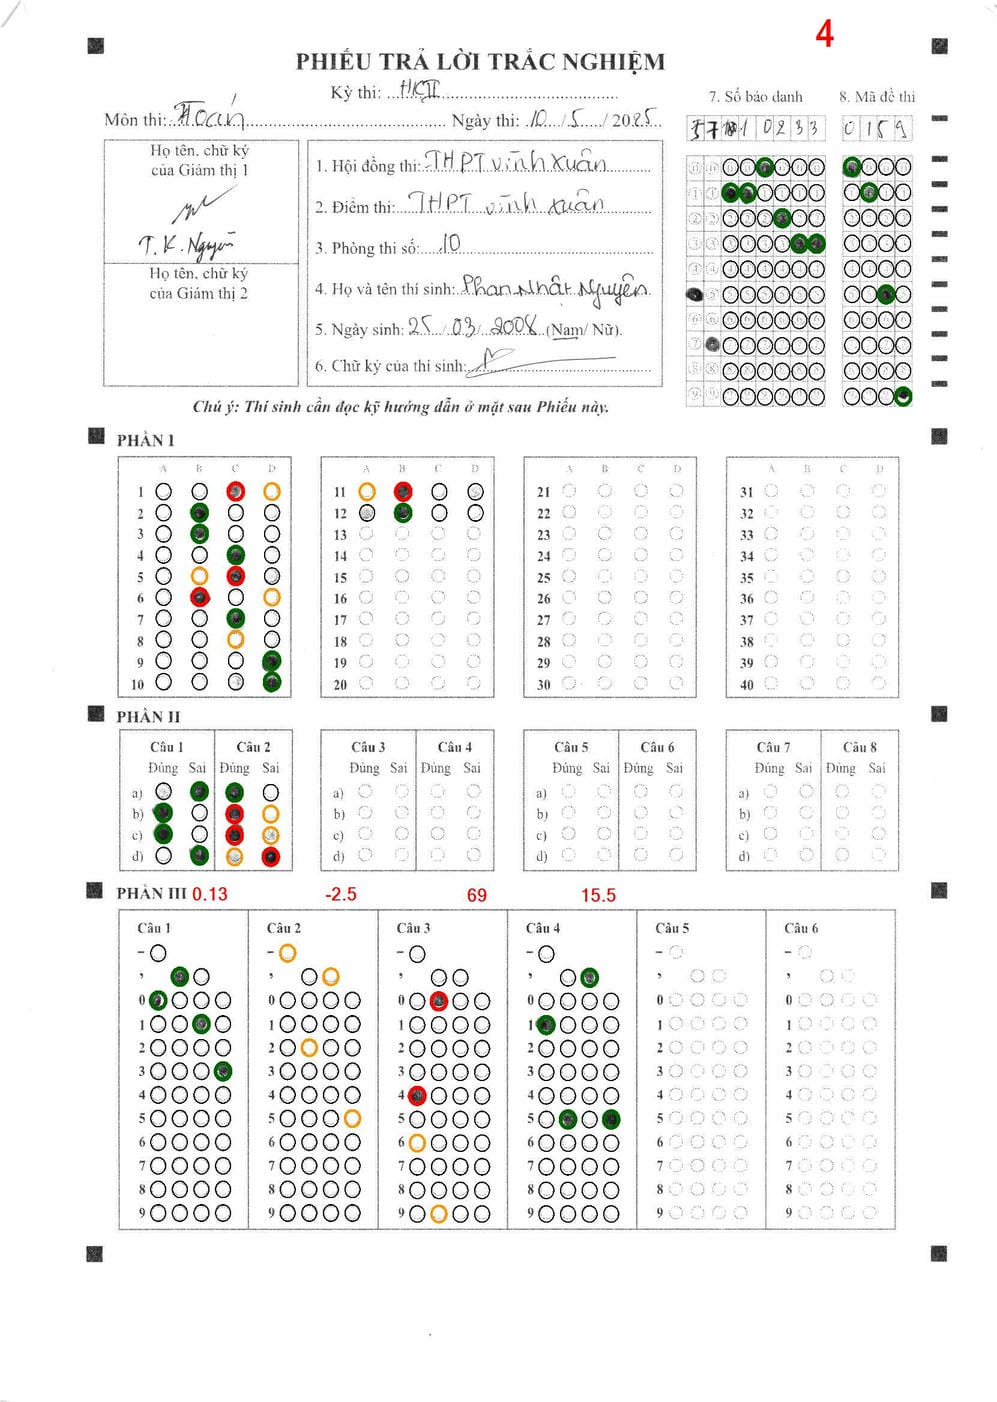 4
PHIẾU TRẢ LỜI TRẮC NGHIỆM
Kỳ thi: HKII
Môn thi: Toán Ngày thi: 10/5/2025
7. Số báo danh 8. Mã đề thi
0233 0159
Họ tên, chữ ký
của Giám thị 1
T. K. Nguyên
Họ tên, chữ ký
của Giám thị 2
1. Hội đồng thi: THPT Vĩnh Xuân
2. Điểm thi: THPT Vĩnh Xuân
3. Phòng thi số: 10
4. Họ và tên thí sinh: Phan Nhật Nguyên
5. Ngày sinh: 25/03/2008 (Nam/ Nữ).
6. Chữ ký của thí sinh:
Chú ý: Thí sinh cần đọc kỹ hướng dẫn ở mặt sau Phiếu này.
PHẦN I
A B C D A B C D A B C D A B C D
1 11 21 31
2 12 22 32
3 13 23 33
4 14 24 34
5 15 25 35
6 16 26 36
7 17 27 37
8 18 28 38
9 19 29 39
10 20 30 40
PHẦN II
Câu 1 Câu 2 Câu 3 Câu 4 Câu 5 Câu 6 Câu 7 Câu 8
Đúng Sai Đúng Sai Đúng Sai Đúng Sai Đúng Sai Đúng Sai Đúng Sai Đúng Sai
a) a) a) a)
b) b) b) b)
c) c) c) c)
d) d) d) d)
PHẦN III 0.13 -2.5 69 15.5
Câu 1 Câu 2 Câu 3 Câu 4 Câu 5 Câu 6
- - - - - -
, , , , , ,
0 0 0 0 0 0
1 1 1 1 1 1
2 2 2 2 2 2
3 3 3 3 3 3
4 4 4 4 4 4
5 5 5 5 5 5
6 6 6 6 6 6
7 7 7 7 7 7
8 8 8 8 8 8
9 9 9 9 9 9